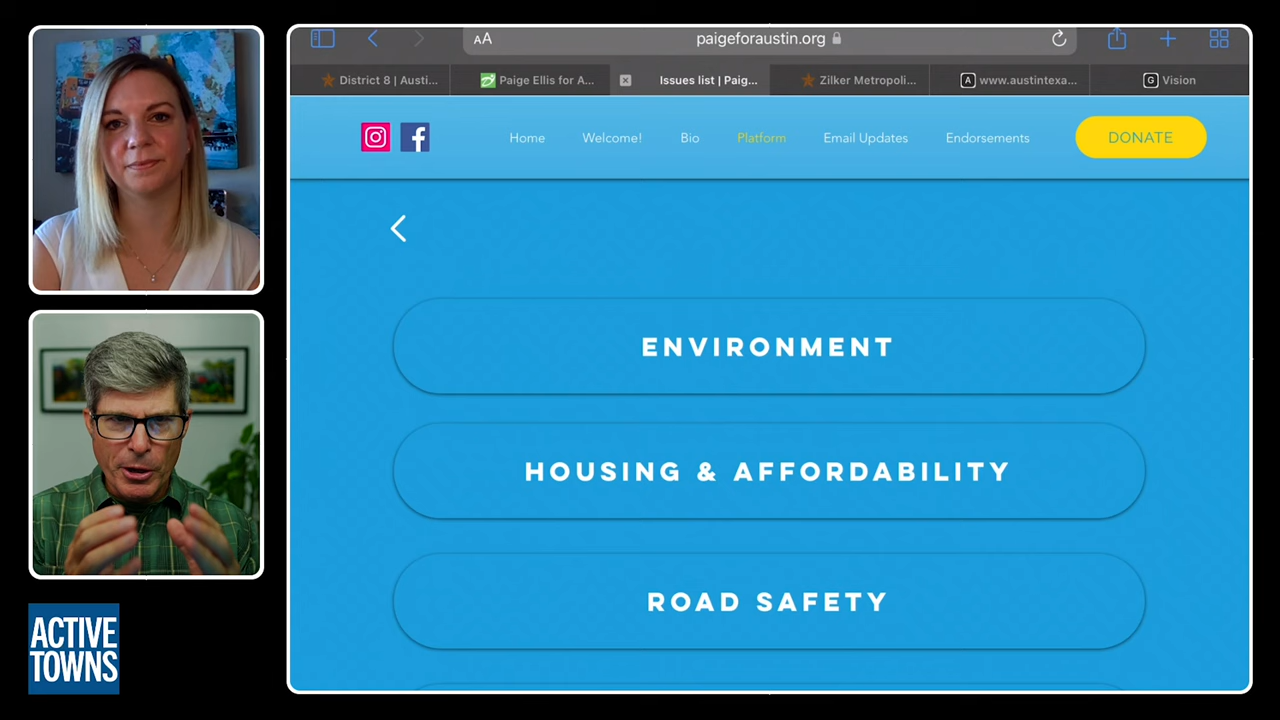 AA
paigeforaustin.org
District 8 | Austi...
Paige Ellis for A...
Issues list | Paig...
Zilker Metropoli...
A
www.austintexa...
G
Vision
Home
Welcome!
Bio
Platform
Email Updates
Endorsements
DONATE
ENVIRONMENT
HOUSING & AFFORDABILITY
ROAD SAFETY
ACTIVE
TOWNS